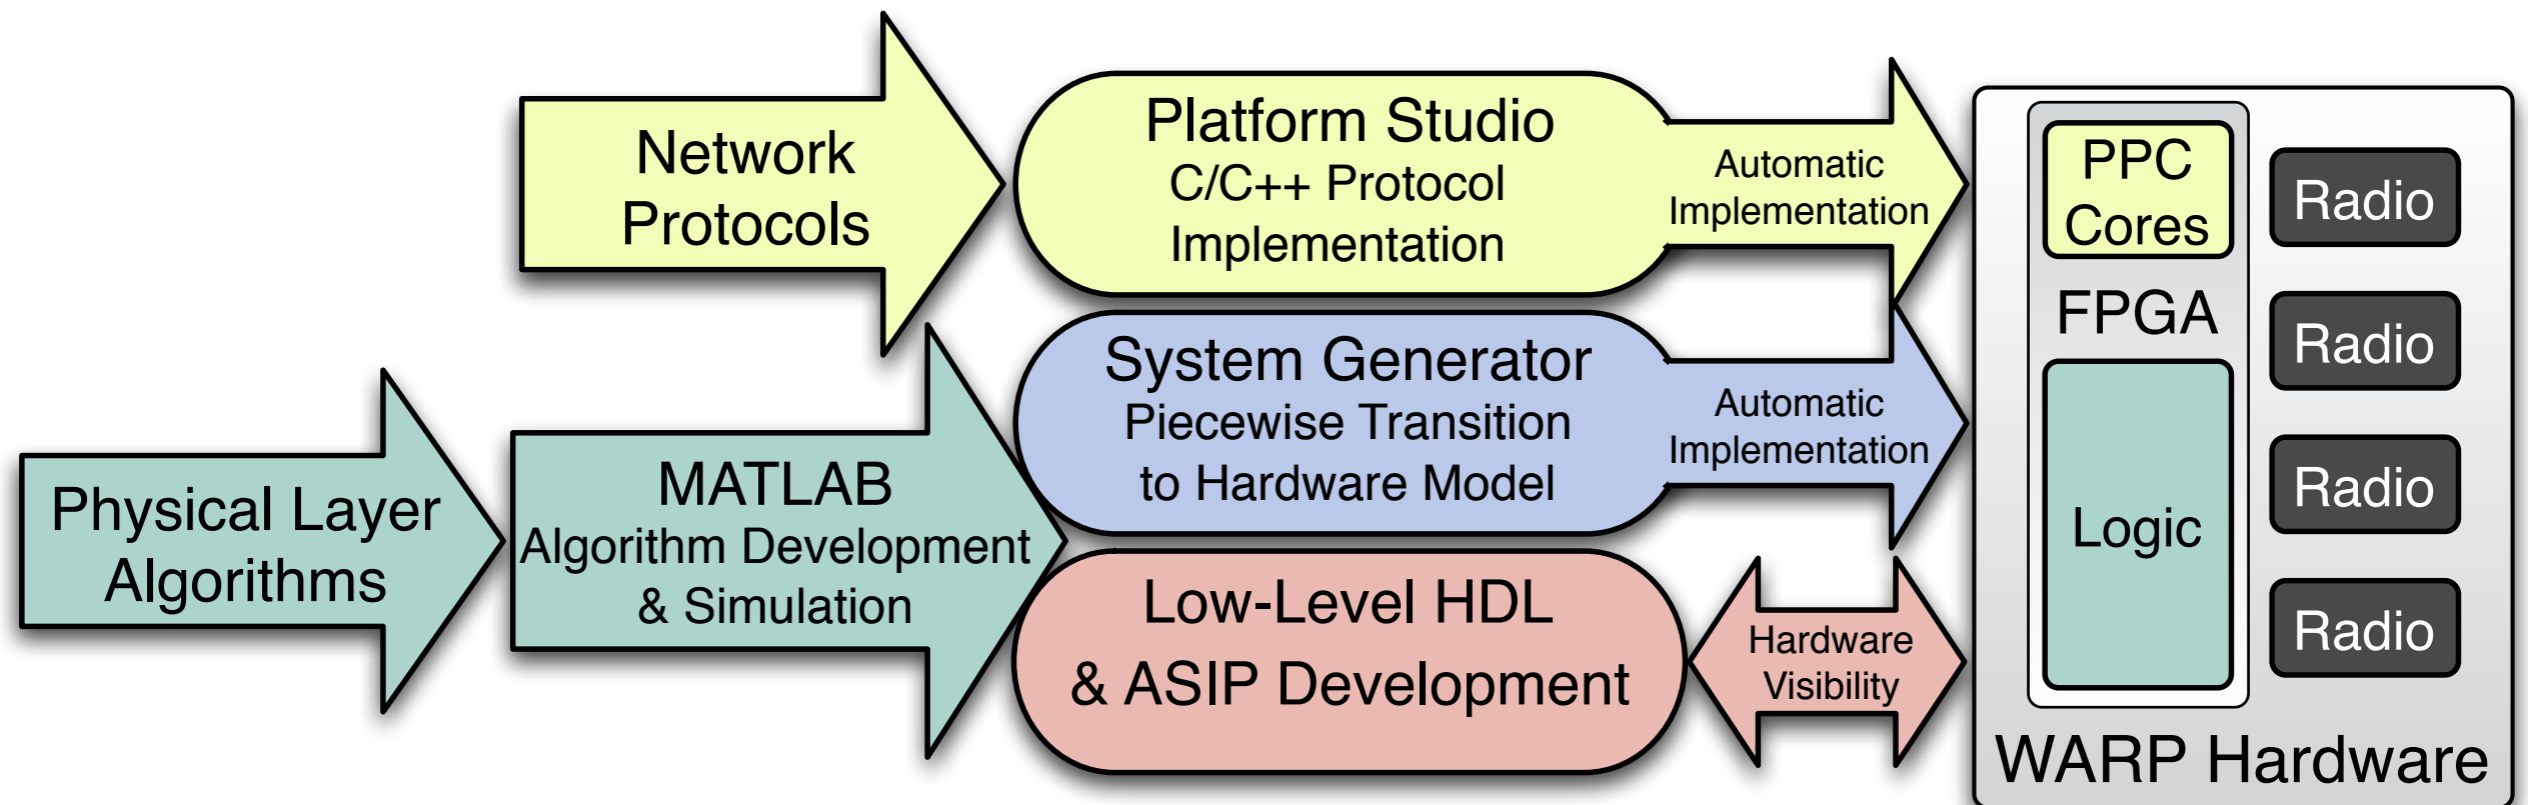 Network
Protocols
Platform Studio
C/C++ Protocol
Implementation
Automatic
Implementation
Physical Layer
Algorithms
MATLAB
Algorithm Development
& Simulation
System Generator
Piecewise Transition
to Hardware Model
Automatic
Implementation
Low-Level HDL
& ASIP Development
Hardware
Visibility
PPC
Cores
FPGA
Logic
Radio
Radio
Radio
Radio
WARP Hardware